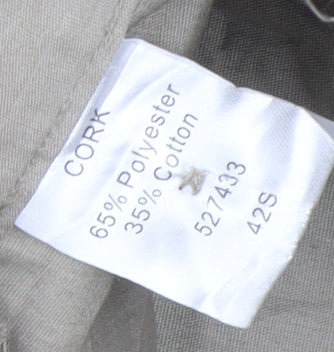 CORK
65% Polyester
35% Cotton
527433
42S